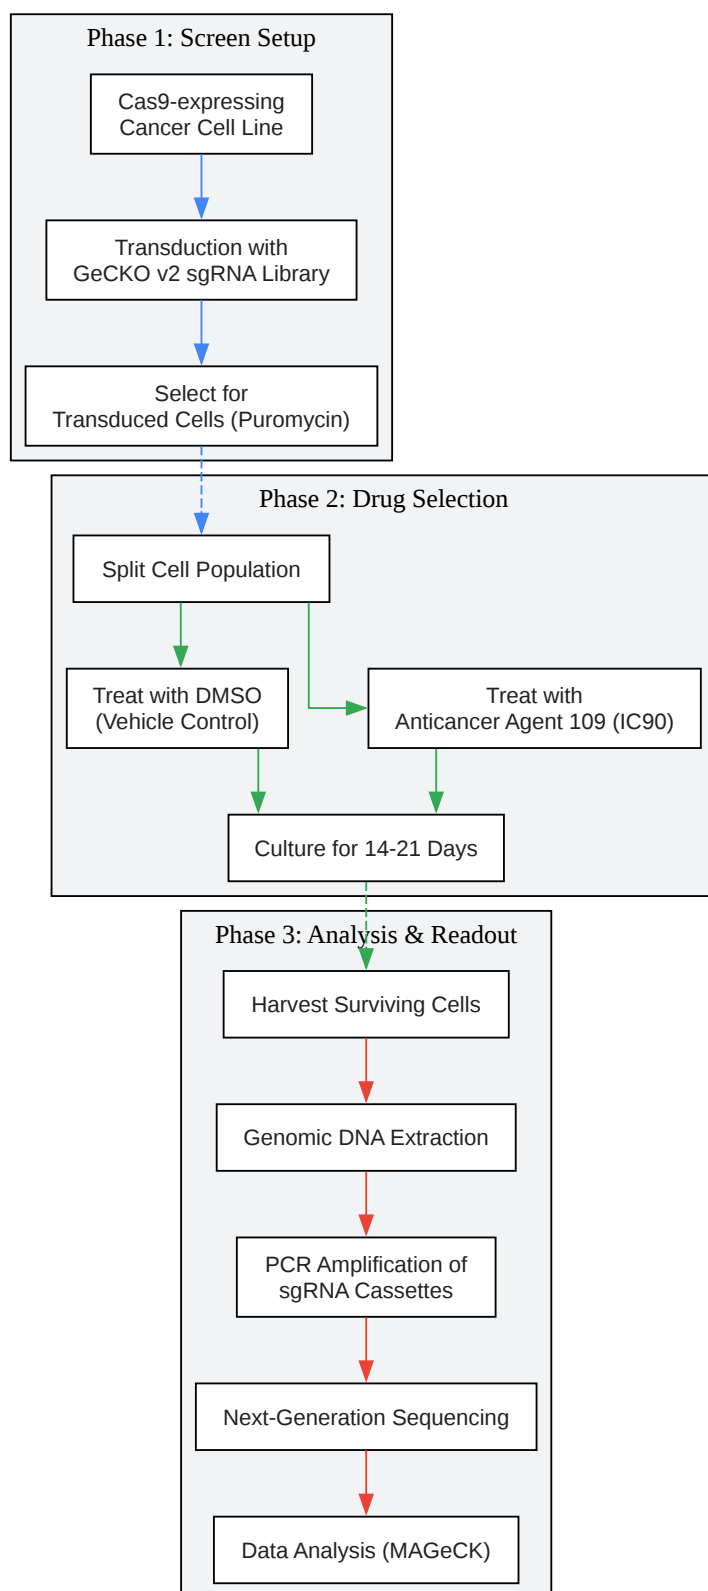 Phase 1: Screen Setup
Cas9-expressing
Cancer Cell Line
Transduction with
GeCKO v2 sgRNA Library
Select for
Transduced Cells (Puromycin)
Phase 2: Drug Selection
Split Cell Population
Treat with DMSO
(Vehicle Control)
Treat with
Anticancer Agent 109 (IC90)
Culture for 14-21 Days
Phase 3: Analysis & Readout
Harvest Surviving Cells
Genomic DNA Extraction
PCR Amplification of
sgRNA Cassettes
Next-Generation Sequencing
Data Analysis (MAGeCK)